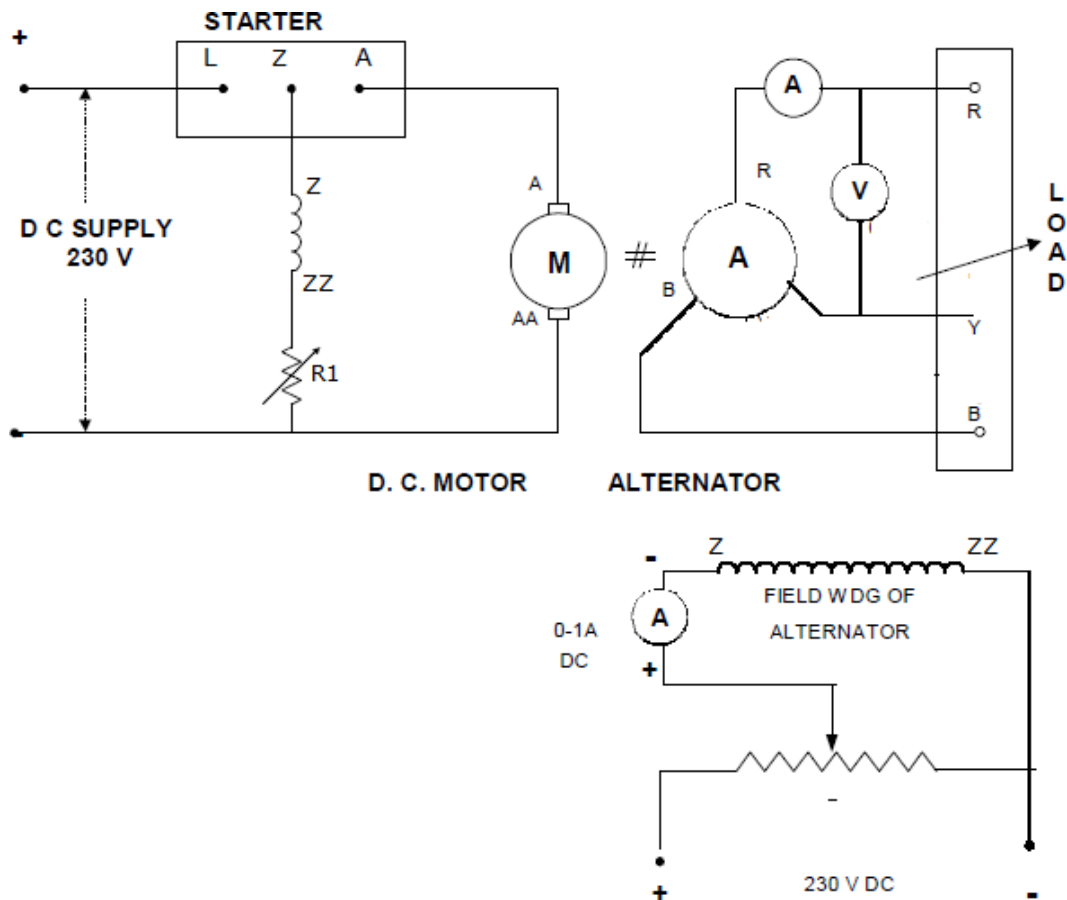 STARTER
+
L Z A
A
R
Z
A
R
V
L
O
A
D
D C SUPPLY
230 V
M
#
A
ZZ
B
AA
Y
R1
B
-
D. C. MOTOR ALTERNATOR
Z ZZ
-
FIELD WDG OF
ALTERNATOR
A
0-1A
DC
+
-
230 V DC
+ -